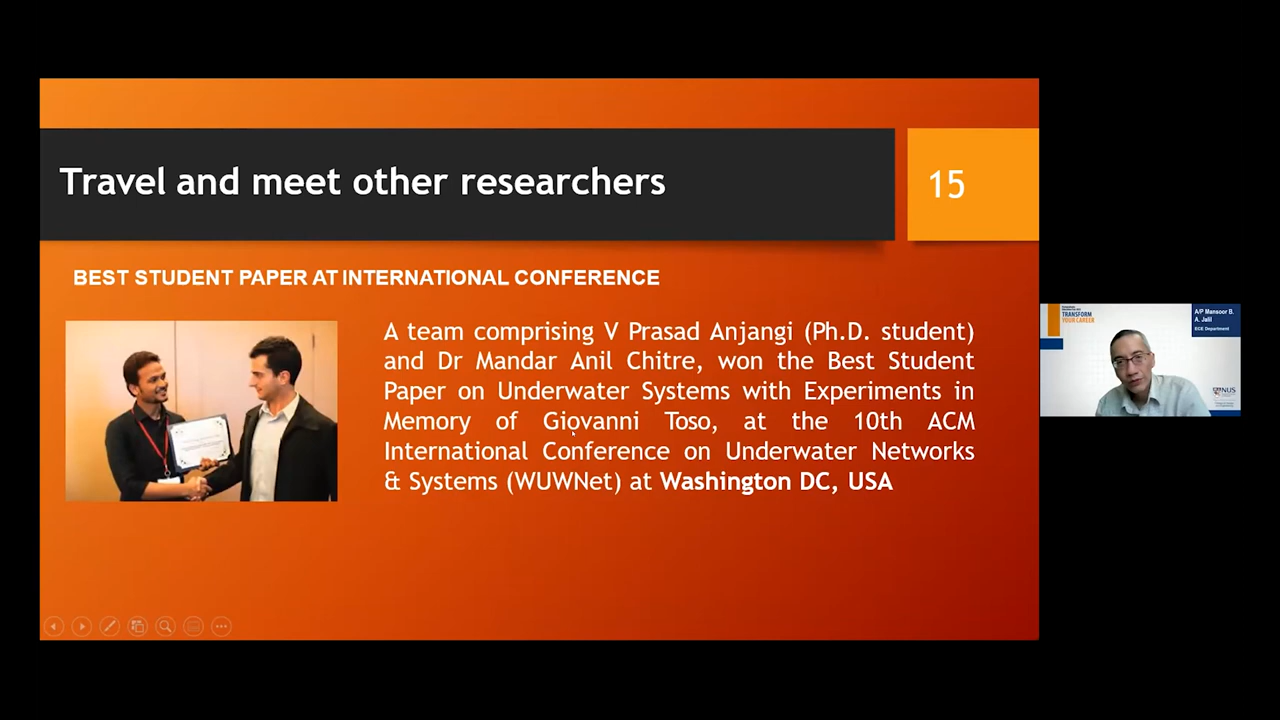 Travel and meet other researchers
15
BEST STUDENT PAPER AT INTERNATIONAL CONFERENCE
A team comprising V Prasad Anjangi (Ph.D. student)
and Dr Mandar Anil Chitre, won the Best Student
Paper on Underwater Systems with Experiments in
Memory of Giovanni Toso, at the 10th ACM
International Conference on Underwater Networks
& Systems (WUWNet) at Washington DC, USA
TRANSFORM
YOUR CAREER
A/P Mansoor B.
A. Jalil
ECE Department
NUS